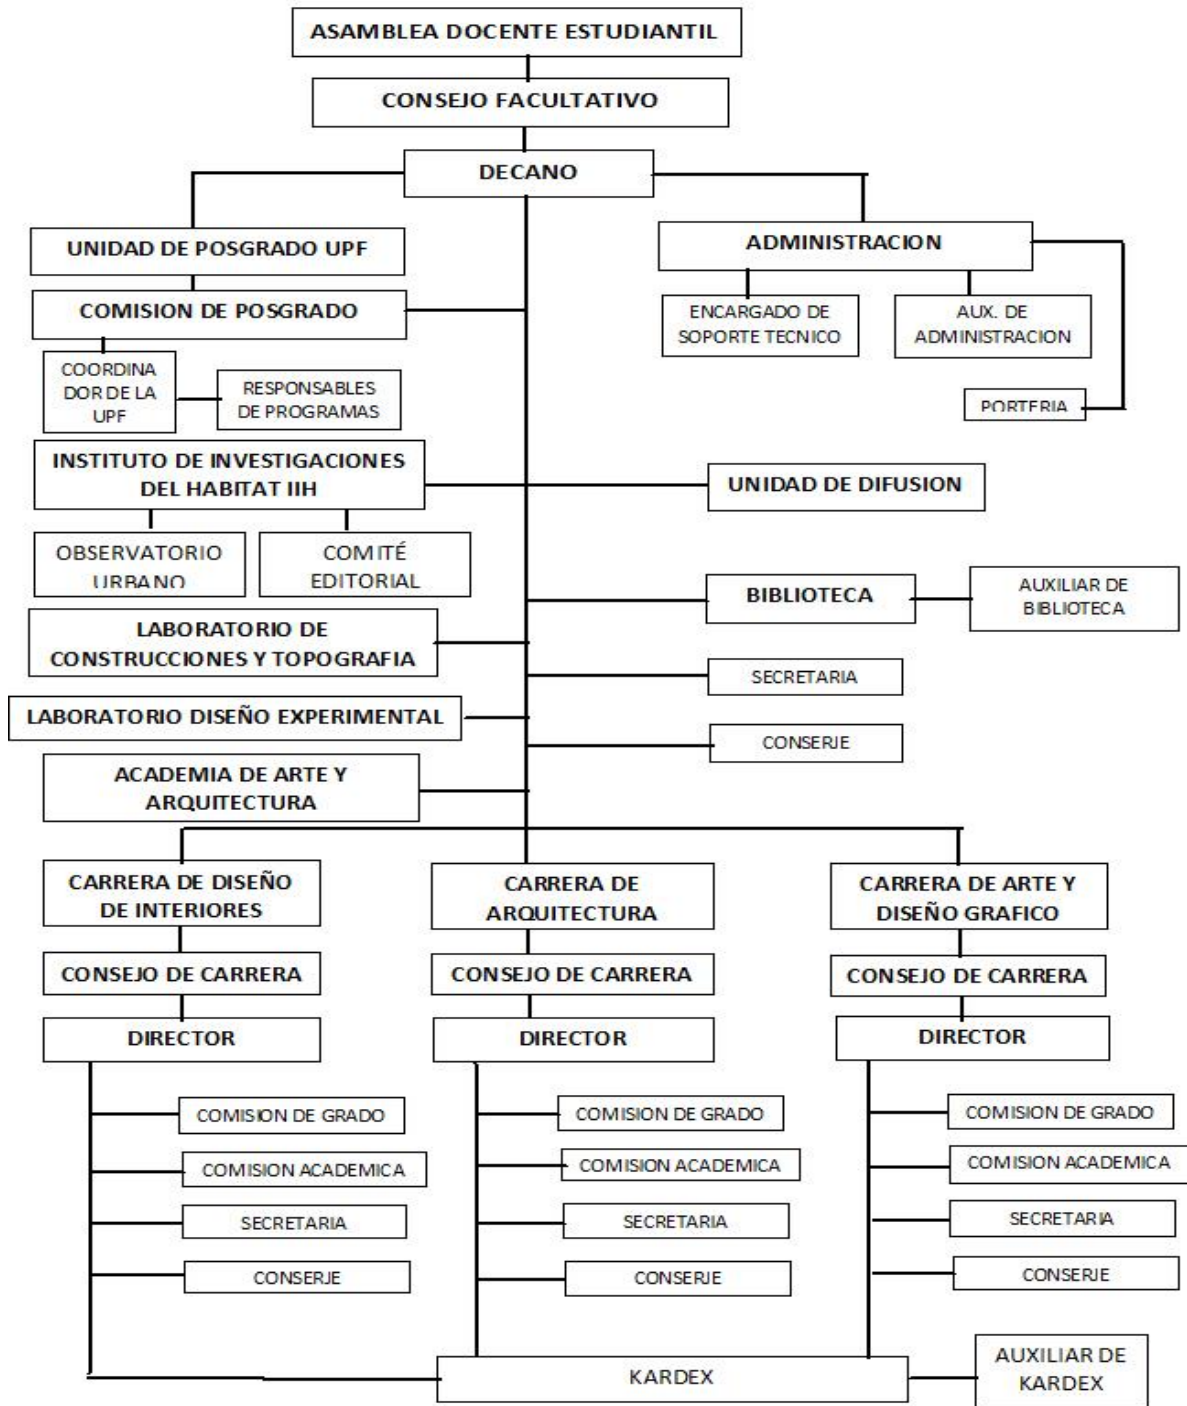 ASAMBLEA DOCENTE ESTUDIANTIL
CONSEJO FACULTATIVO
DECANO
UNIDAD DE POSGRADO UPF
ADMINISTRACION
COMISION DE POSGRADO
ENCARGADO DE
SOPORTE TECNICO
AUX. DE
ADMINISTRACION
COORDINA
DOR DE LA
UPF
RESPONSABLES
DE PROGRAMAS
PORTERIA
INSTITUTO DE INVESTIGACIONES
DEL HABITAT IIH
UNIDAD DE DIFUSION
OBSERVATORIO
URBANO
COMITÉ
EDITORIAL
BIBLIOTECA
AUXILIAR DE
BIBLIOTECA
LABORATORIO DE
CONSTRUCCIONES Y TOPOGRAFIA
SECRETARIA
LABORATORIO DISEÑO EXPERIMENTAL
CONSERJE
ACADEMIA DE ARTE Y
ARQUITECTURA
CARRERA DE DISEÑO
DE INTERIORES
CARRERA DE
ARQUITECTURA
CARRERA DE ARTE Y
DISEÑO GRAFICO
CONSEJO DE CARRERA
CONSEJO DE CARRERA
CONSEJO DE CARRERA
DIRECTOR
DIRECTOR
DIRECTOR
COMISION DE GRADO
COMISION DE GRADO
COMISION DE GRADO
COMISION ACADEMICA
COMISION ACADEMICA
COMISION ACADEMICA
SECRETARIA
SECRETARIA
SECRETARIA
CONSERJE
CONSERJE
CONSERJE
KARDEX
AUXILIAR DE
KARDEX